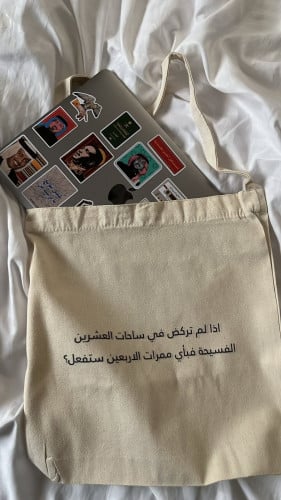 اذا لم تركض في ساحات العشرين
الفسيحة فبأي ممرات الاربعين ستفعل؟